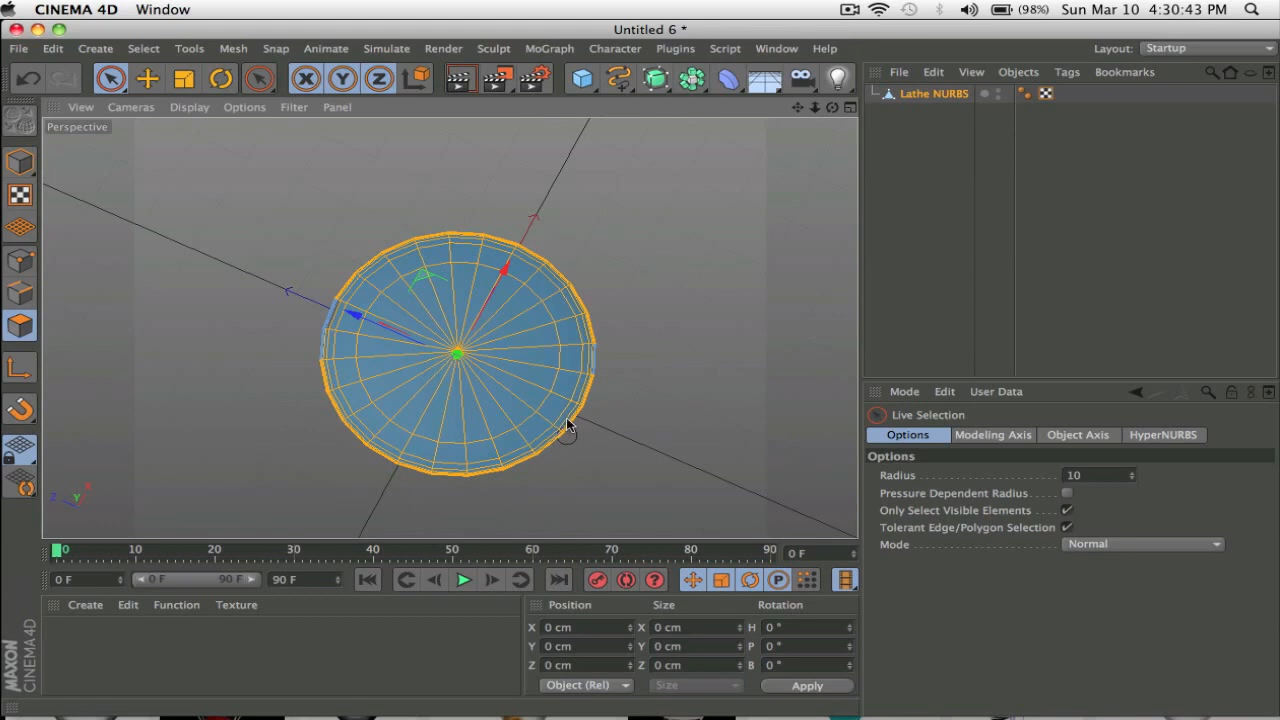 CINEMA 4D Window (98%) Sun Mar 10 4:30:43 PM
Untitled 6 *
File Edit Create Select Tools Mesh Snap Animate Simulate Render Sculpt MoGraph Character Plugins Script Window Help Layout: Startup
X Y Z
File Edit View Objects Tags Bookmarks
Lathe NURBS
View Cameras Display Options Filter Panel
Perspective
Z Y X
Mode Edit User Data
Live Selection
Options Modeling Axis Object Axis HyperNURBS
Options
Radius 10
Pressure Dependent Radius
Only Select Visible Elements
Tolerant Edge/Polygon Selection
Mode Normal
0 10 20 30 40 50 60 70 80 90 0 F
0 F 0 F 90 F 90 F P
Create Edit Function Texture
Position Size Rotation
X 0 cm X 0 cm H 0 °
Y 0 cm Y 0 cm P 0 °
Z 0 cm Z 0 cm B 0 °
Object (Rel) Size Apply
MAXON
CINEMA 4D